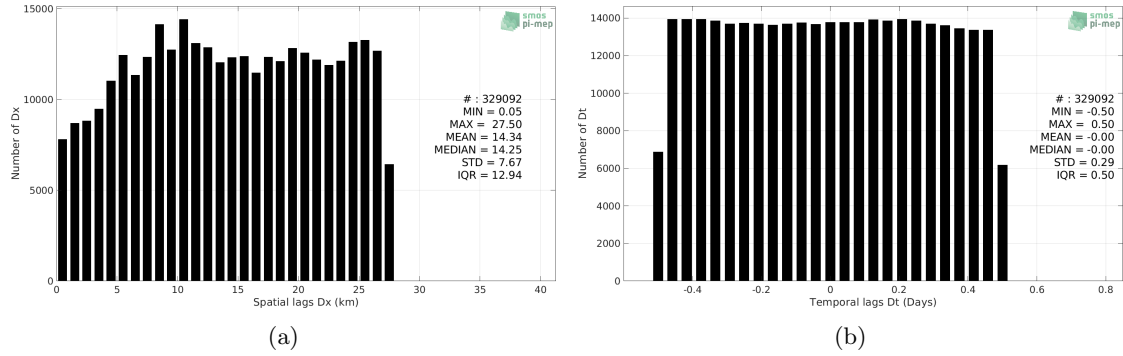 15000
10000
5000
0
0 5 10 15 20 25 30 35 40
Number of Dx
Spatial lags Dx (km)
smos
pi-mep
# : 329092
MIN = 0.05
MAX = 27.50
MEAN = 14.34
MEDIAN = 14.25
STD = 7.67
IQR = 12.94
(a)
14000
12000
10000
8000
6000
4000
2000
0
-0.4 -0.2 0 0.2 0.4 0.6 0.8
Number of Dt
Temporal lags Dt (Days)
smos
pi-mep
# : 329092
MIN = -0.50
MAX = 0.50
MEAN = -0.00
MEDIAN = -0.00
STD = 0.29
IQR = 0.50
(b)